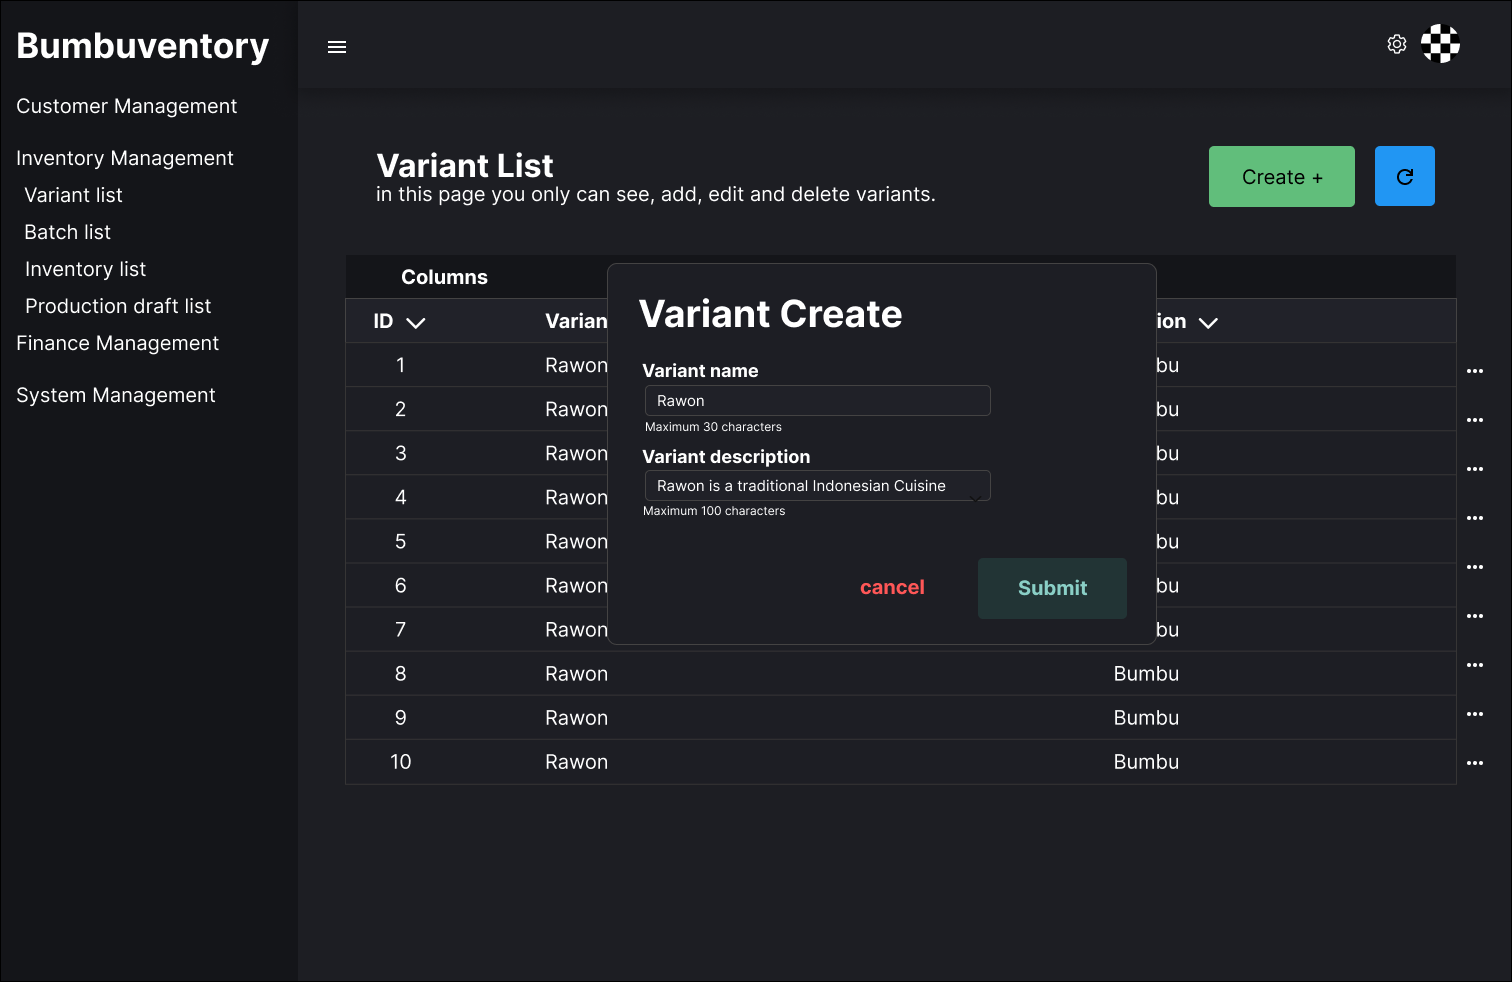 Bumbuventory
Customer Management
Inventory Management
Variant list
Batch list
Inventory list
Production draft list
Finance Management
System Management
Variant List
in this page you only can see, add, edit and delete variants.
Create +
Columns
ID Varian ion
1 Rawon bu
2 Rawon bu
3 Rawon bu
4 Rawon bu
5 Rawon bu
6 Rawon bu
7 Rawon bu
8 Rawon Bumbu
9 Rawon Bumbu
10 Rawon Bumbu
Variant Create
Variant name
Rawon
Maximum 30 characters
Variant description
Rawon is a traditional Indonesian Cuisine
Maximum 100 characters
cancel
Submit